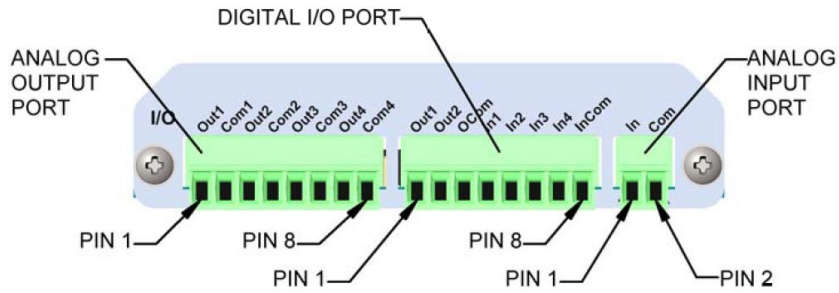 DIGITAL I/O PORT
ANALOG
OUTPUT
PORT
ANALOG
INPUT
PORT
I/O
Out1 Com1 Out2 Com2 Out3 Com3 Out4 Com4
Out1 Out2 OCom In1 In2 In3 In4 InCom
In Com
PIN 1
PIN 8
PIN 1
PIN 8
PIN 1
PIN 2